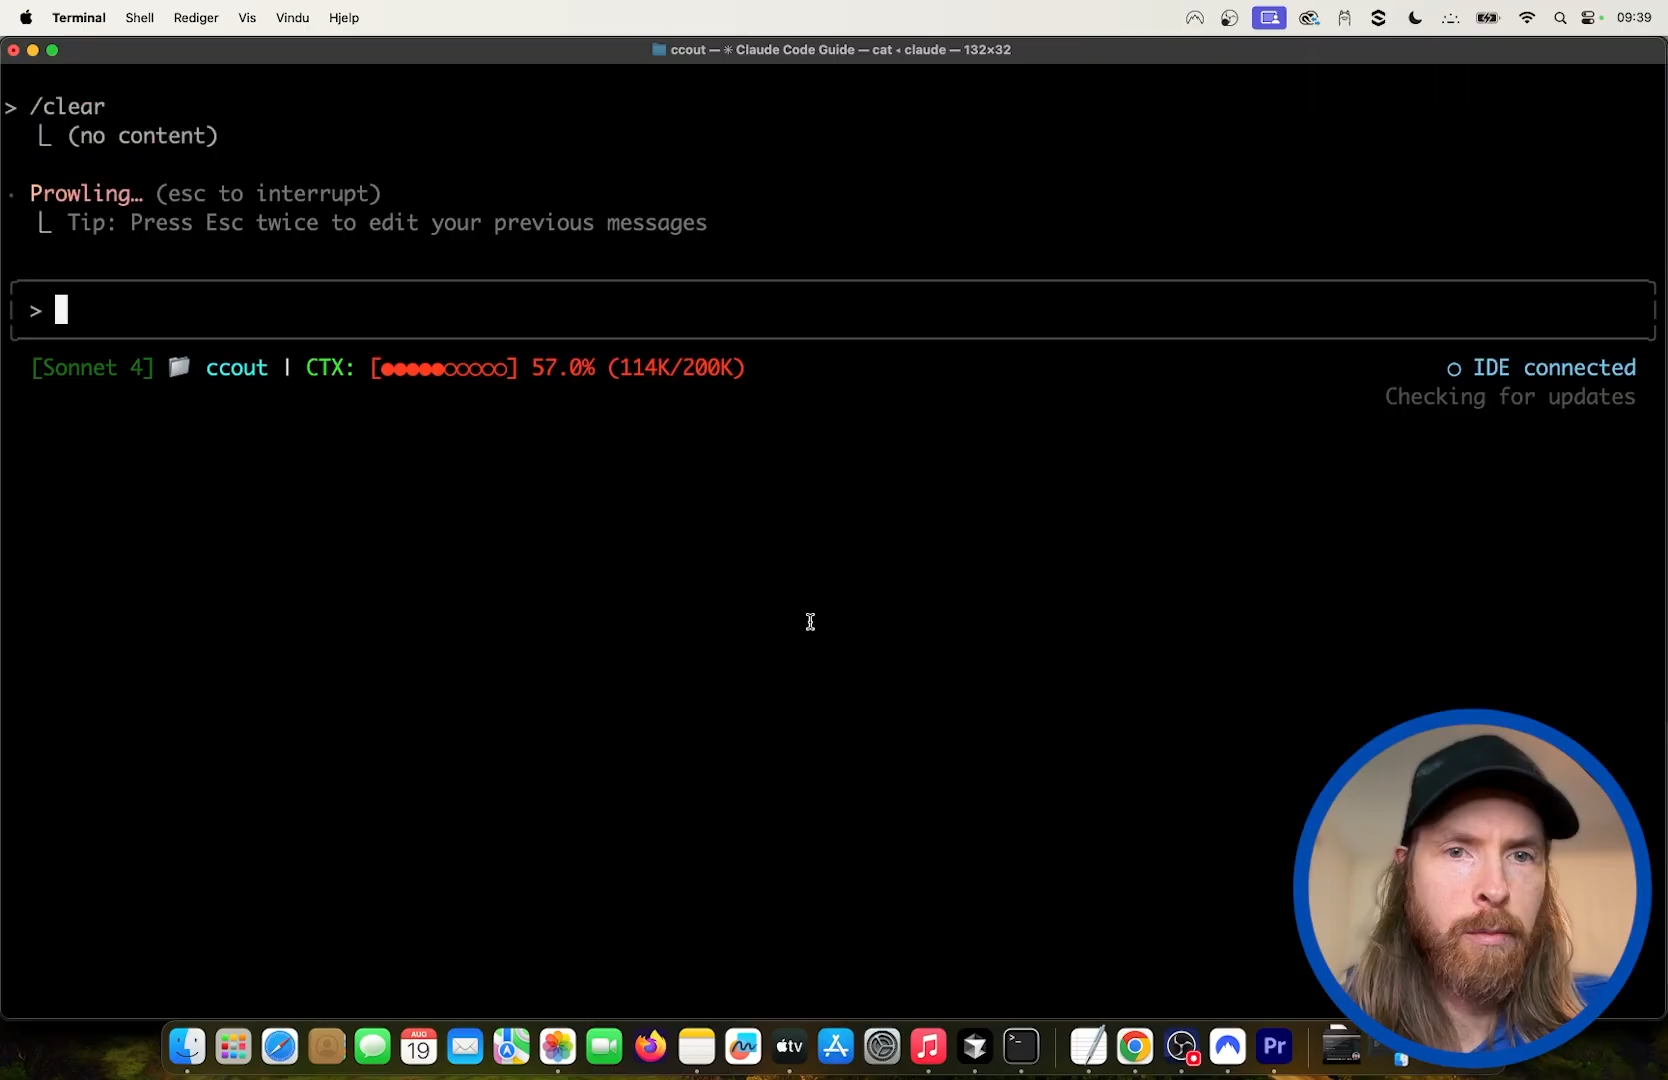 Terminal Shell Rediger Vis Vindu Hjelp 09:39
ccout — ✳ Claude Code Guide — cat ◂ claude — 132×32
> /clear
⎿ (no content)
· Prowling… (esc to interrupt)
⎿ Tip: Press Esc twice to edit your previous messages
>
[Sonnet 4] 📁 ccout | CTX: [●●●●●○○○○○] 57.0% (114K/200K) ○ IDE connected
Checking for updates
AUG
19
tv
Pr